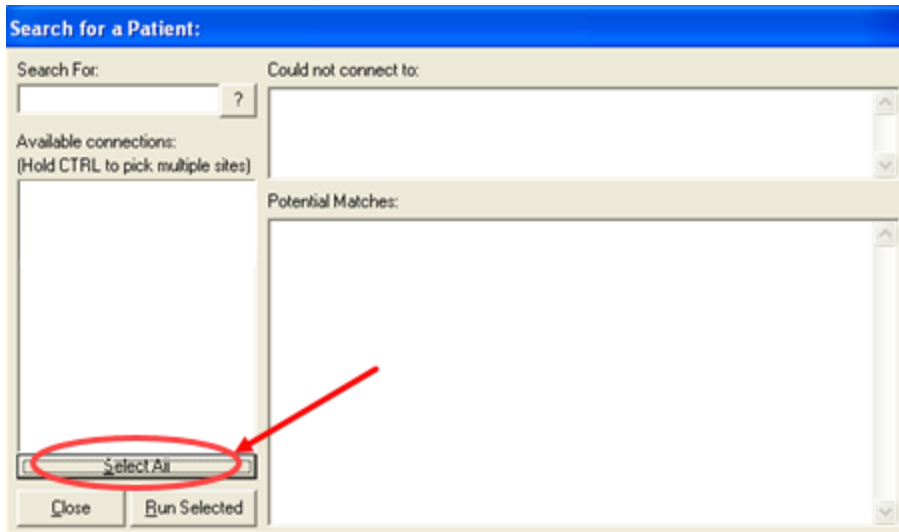 Search for a Patient:
Search For:
?
Available connections:
(Hold CTRL to pick multiple sites)
Select All
Close
Run Selected
Could not connect to:
Potential Matches: